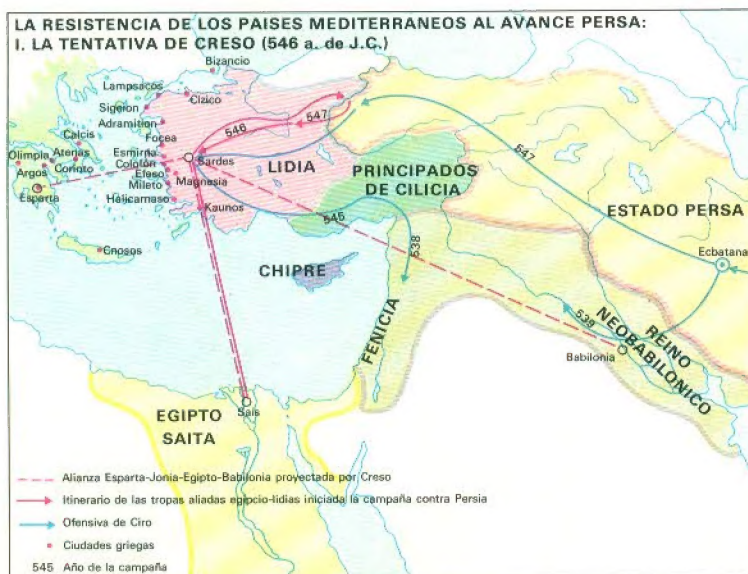 LA RESISTENCIA DE LOS PAISES MEDITERRANEOS AL AVANCE PERSA:
I. LA TENTATIVA DE CRESO (546 a. de J.C.)
Bizancio
Lampsacos
Cízico
Sigeion
Adramition
Focea
546
547
Calcis
Olimpia
Atenas
Esmirna
Sardes
LIDIA
PRINCIPADOS
DE CILICIA
547
Argos
Corinto
Colofón
Efeso
Magnesia
Mileto
Esparta
Halicarnaso
Kaunos
545
538
ESTADO PERSA
Ecbatana
Cnosos
CHIPRE
FENICIA
539
REINO
NEOBABILONICO
Babilonia
EGIPTO
SAITA
Sais
Alianza Esparta-Jonia-Egipto-Babilonia proyectada por Creso
Itinerario de las tropas aliadas egipcio-lidias iniciada la campaña contra Persia
Ofensiva de Ciro
Ciudades griegas
545 Año de la campaña